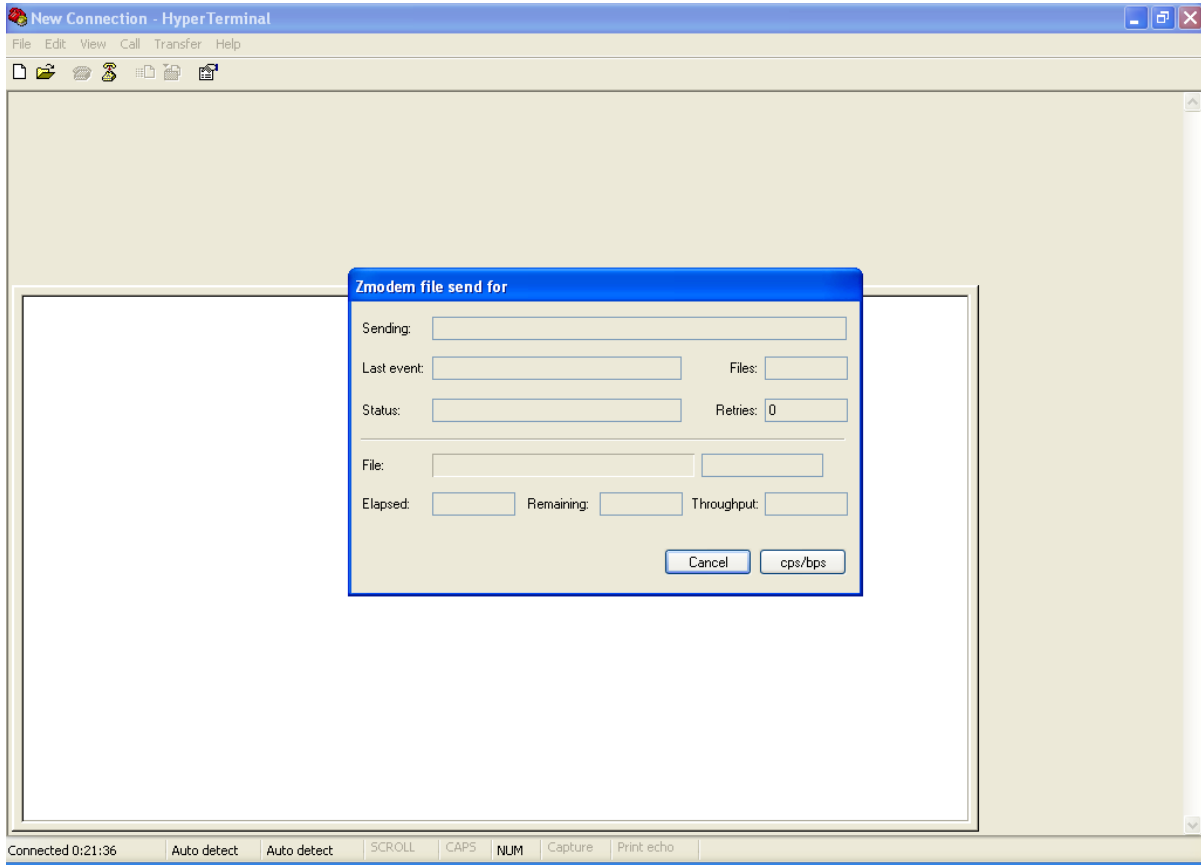 New Connection - HyperTerminal
File Edit View Call Transfer Help
Zmodem file send for
Sending:
Last event: Files:
Status: Retries: 0
File:
Elapsed: Remaining: Throughput:
Cancel cps/bps
Connected 0:21:36 Auto detect Auto detect SCROLL CAPS NUM Capture Print echo